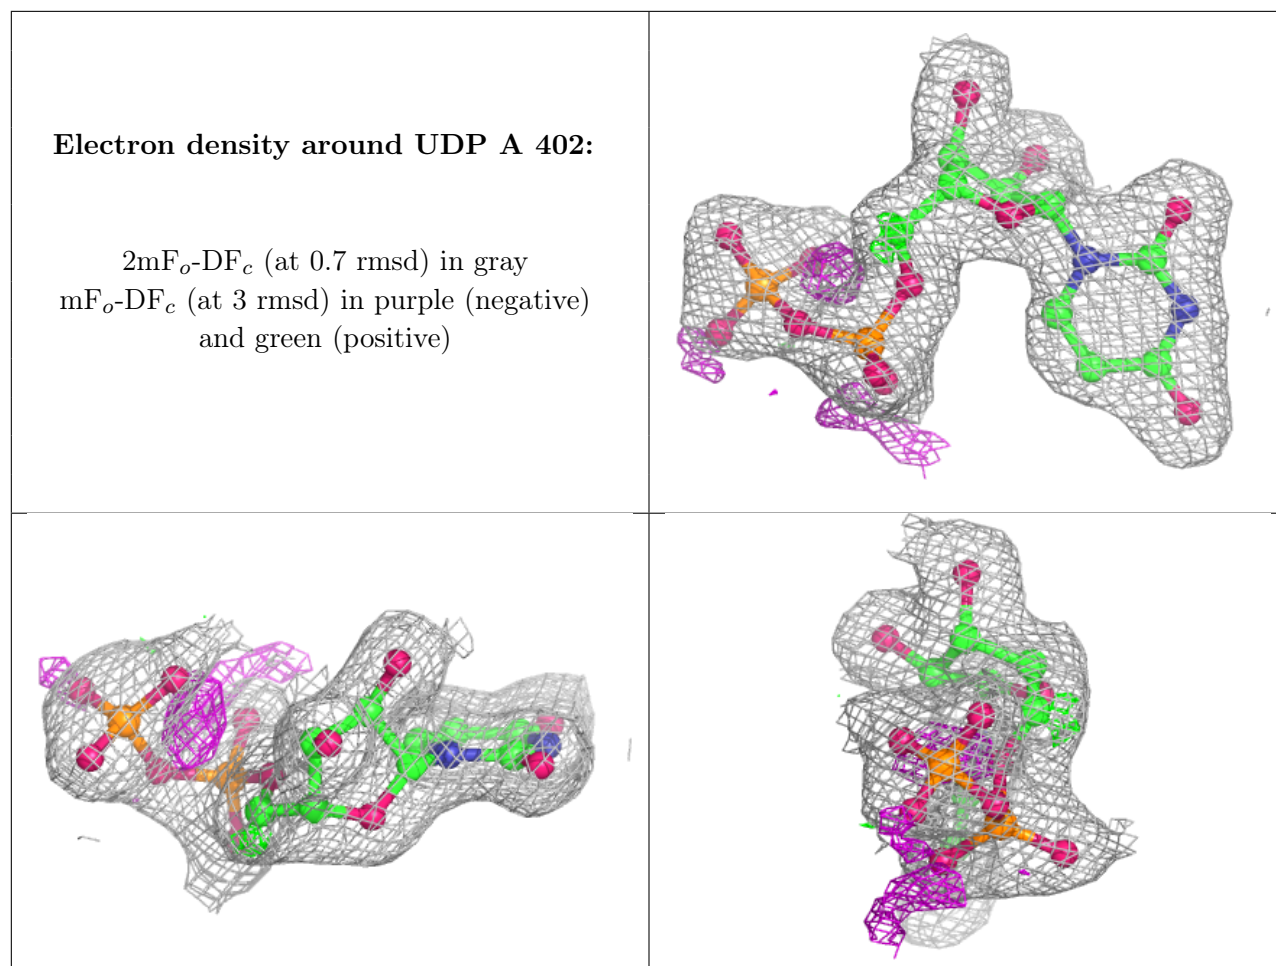 Electron density around UDP A 402:
2mFₒ-DF𝒸 (at 0.7 rmsd) in gray
mFₒ-DF𝒸 (at 3 rmsd) in purple (negative)
and green (positive)